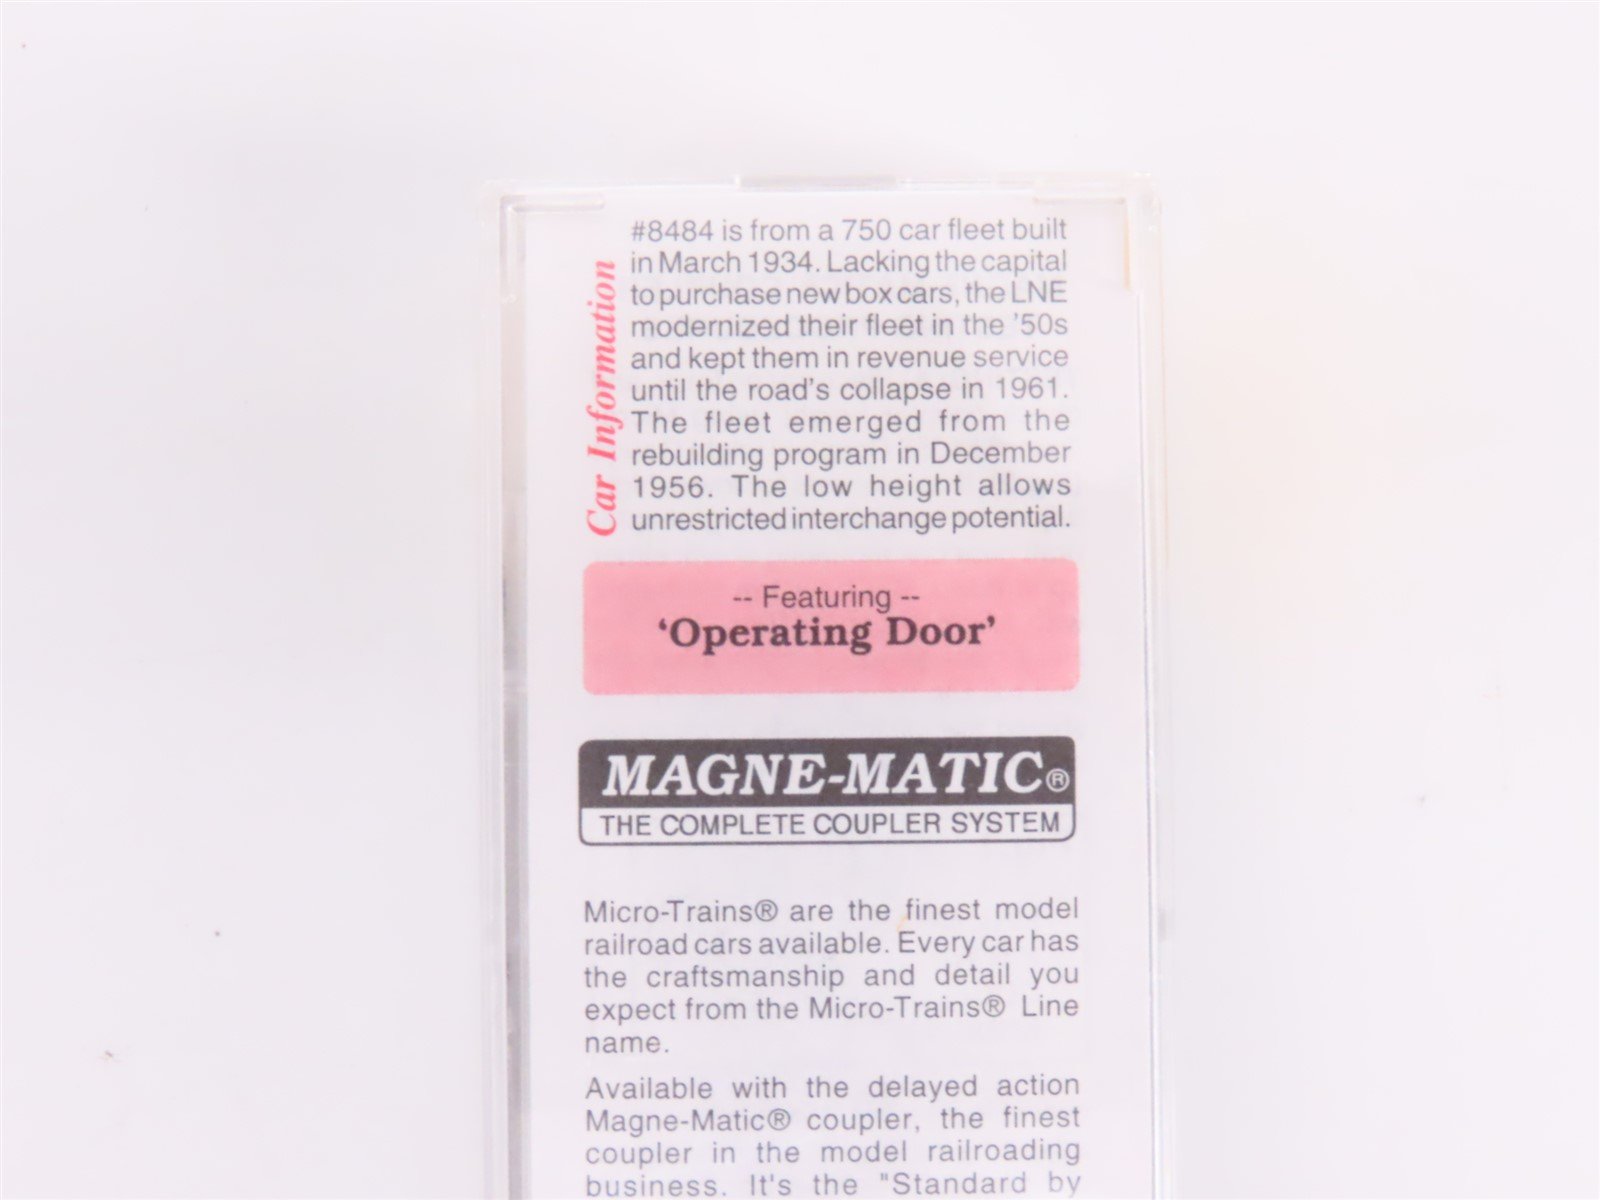 Car Information
#8484 is from a 750 car fleet built
in March 1934. Lacking the capital
to purchase new box cars, the LNE
modernized their fleet in the '50s
and kept them in revenue service
until the road's collapse in 1961.
The fleet emerged from the
rebuilding program in December
1956. The low height allows
unrestricted interchange potential.
-- Featuring --
‘Operating Door’
MAGNE-MATIC®
THE COMPLETE COUPLER SYSTEM
Micro-Trains® are the finest model
railroad cars available. Every car has
the craftsmanship and detail you
expect from the Micro-Trains® Line
name.
Available with the delayed action
Magne-Matic® coupler, the finest
coupler in the model railroading
business. It's the "Standard by